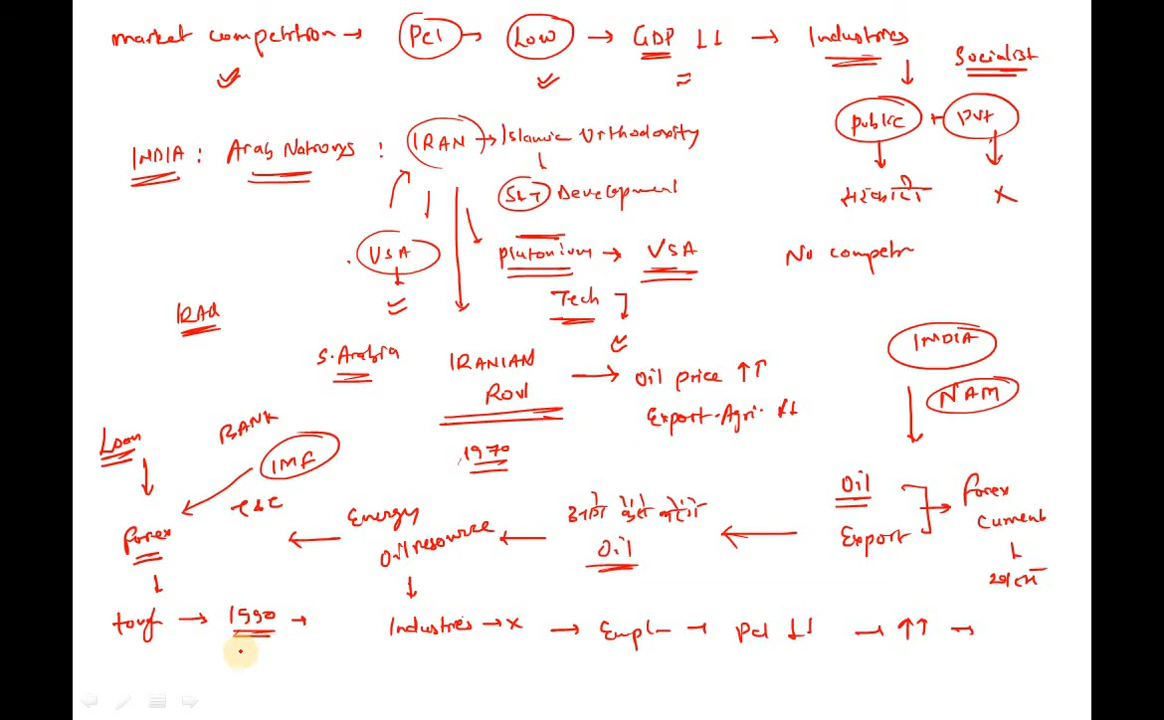 market competition → PCI → Low → GDP ↓↓ → Industries
Socialist
Public + Pvt
×
INDIA : Arab Nations : IRAN → Islamic Orthodoxity
S&T Development
USA
Plutonium → USA
No competn
Tech
IRAQ
INDIA
S. Arabia
IRANIAN → Oil price ↑↑
Rovl
NAM
Export · Agri · ↓↓
Loan
BANK
1970
IMF
T&C
Oil
Forex
Export
Current
Forex
Energy
Oil resource
Oil
tough → 1990 → Industries → × → Empl → PCI ↓↓ → ↑↑ →